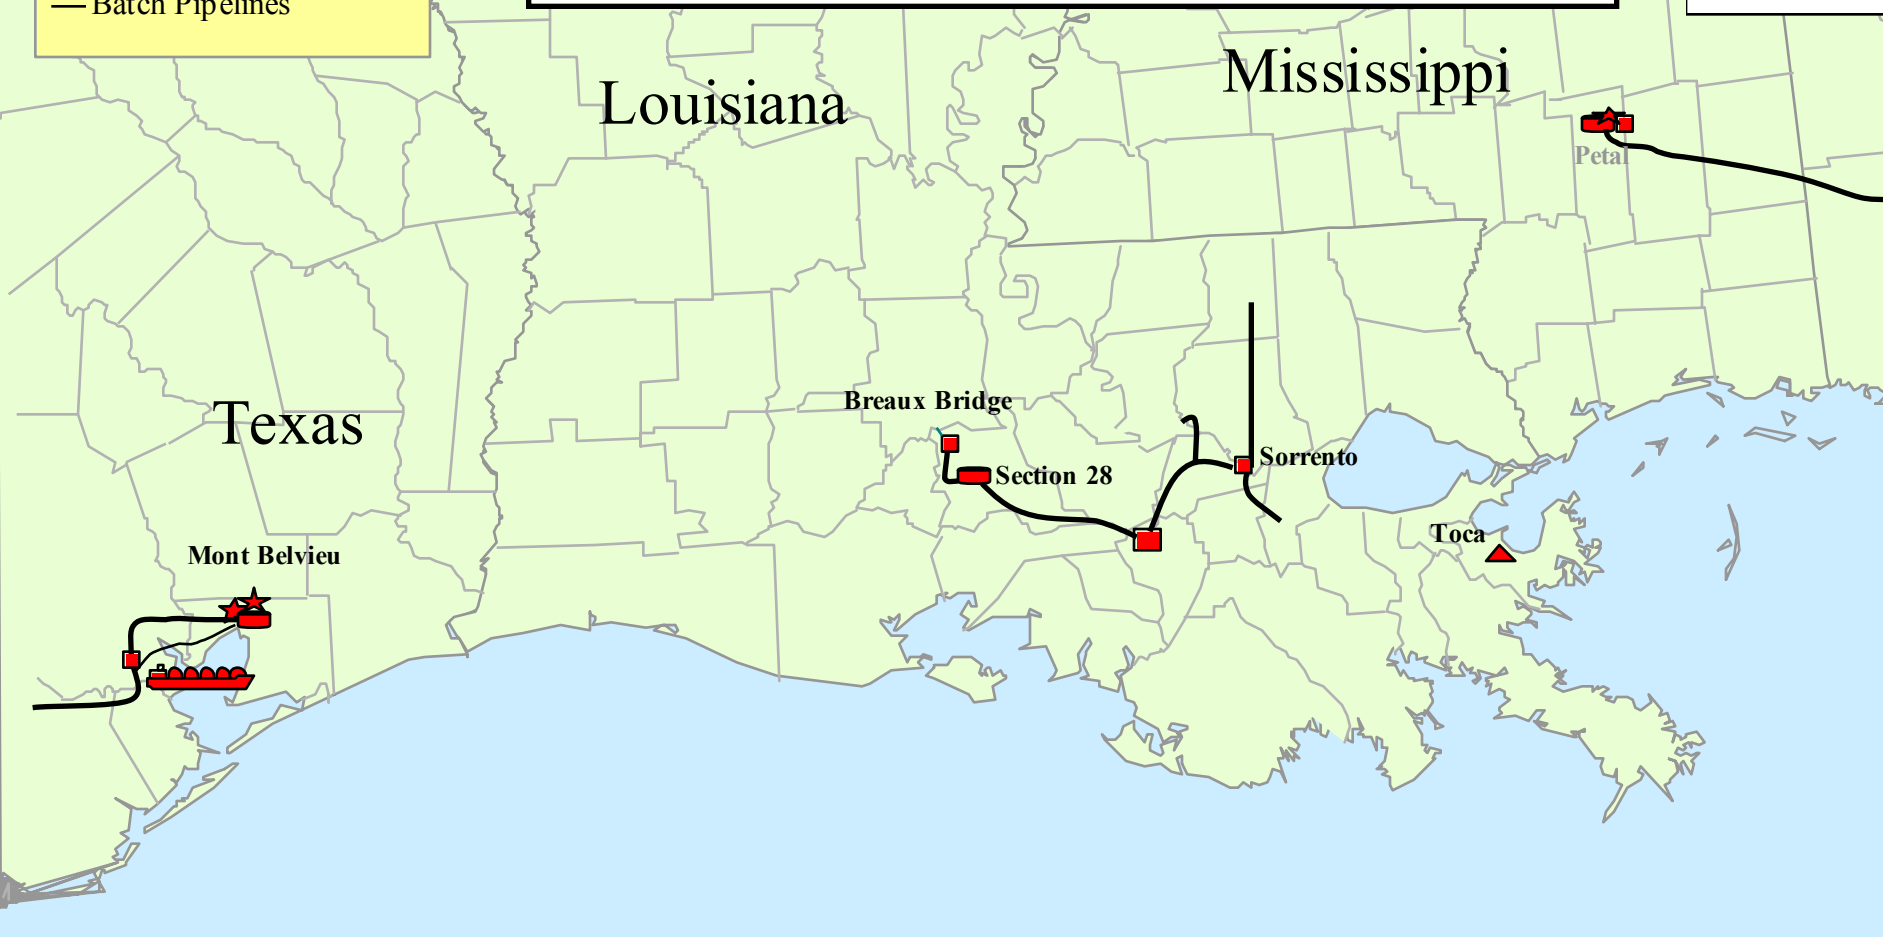 Batch Pipelines
Mississippi
Louisiana
Petal
Texas
Breaux Bridge
Sorrento
Section 28
Toca
Mont Belvieu